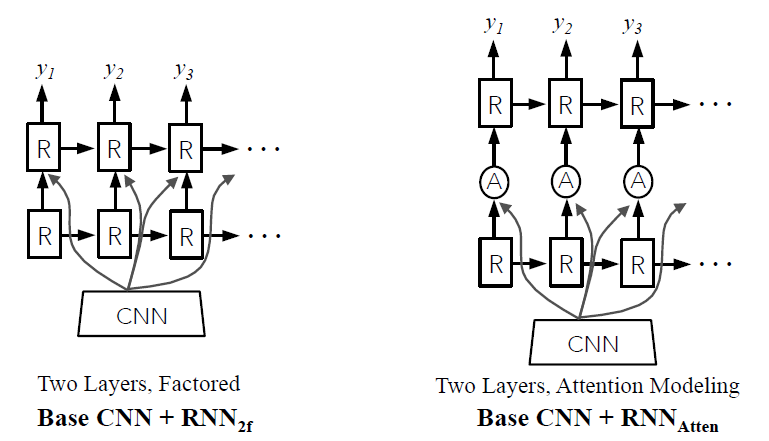 y1 y2 y3
R R R ...
R R R ...
CNN
Two Layers, Factored
Base CNN + RNN2f
y1 y2 y3
R R R ...
A A A
R R R ...
CNN
Two Layers, Attention Modeling
Base CNN + RNNAtten